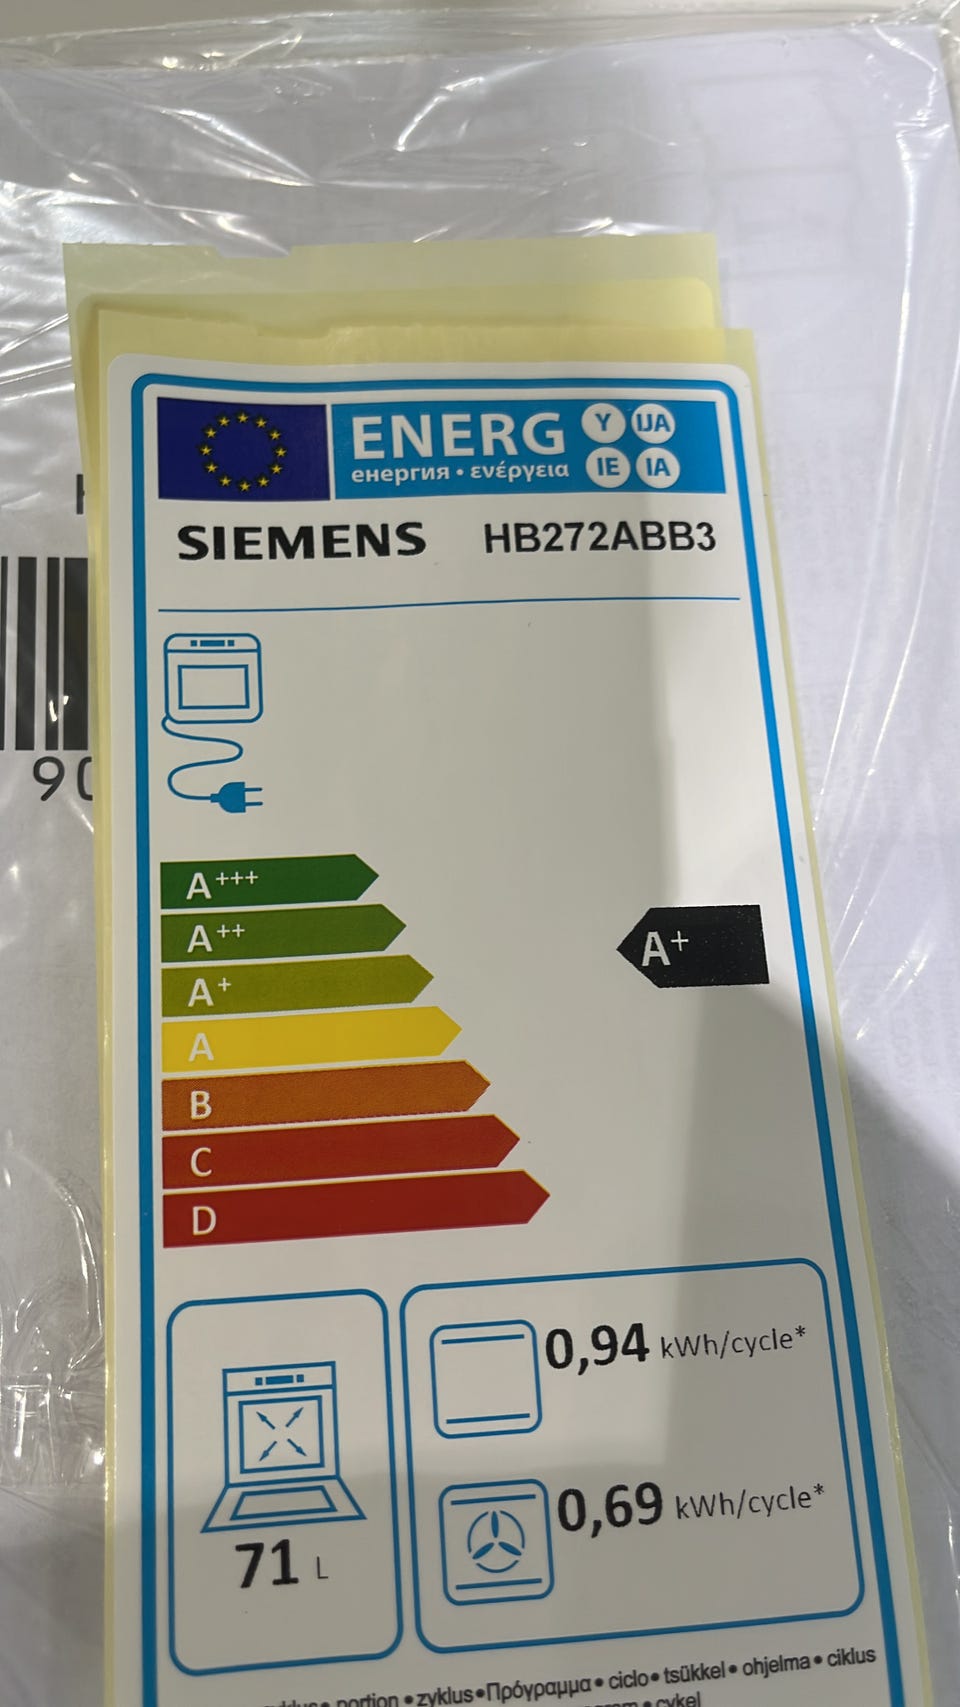 ENERG Y IJA
енергия • ενέργεια IE IA
SIEMENS HB272ABB3
90
A+++
A++
A+
A+
A
B
C
D
0,94 kWh/cycle*
0,69 kWh/cycle*
71 L
portion • zyklus • Πρόγραμμα • ciclo • tsükkel • ohjelma • ciklus
cykel